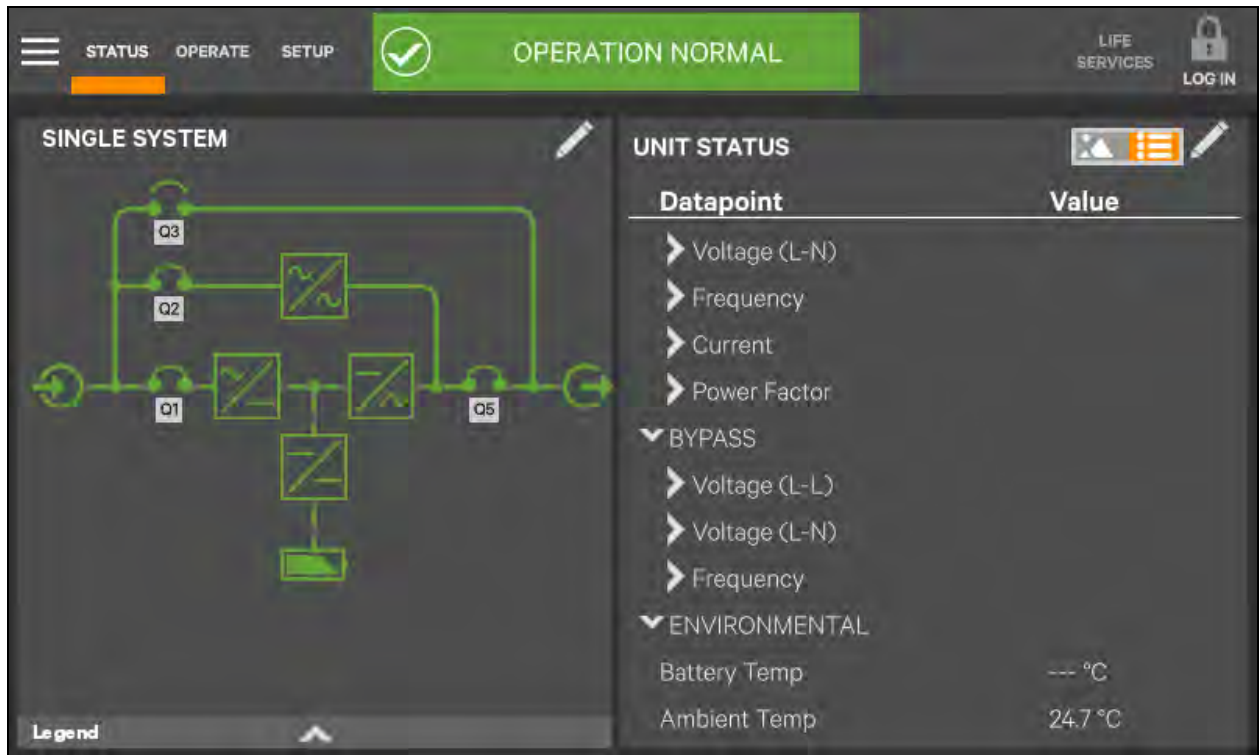 STATUS OPERATE SETUP OPERATION NORMAL LIFE
SERVICES
LOG IN
SINGLE SYSTEM
Q3
Q2
Q1
Q5
Legend
UNIT STATUS
Datapoint Value
Voltage (L-N)
Frequency
Current
Power Factor
BYPASS
Voltage (L-L)
Voltage (L-N)
Frequency
ENVIRONMENTAL
Battery Temp --- °C
Ambient Temp 24.7 °C